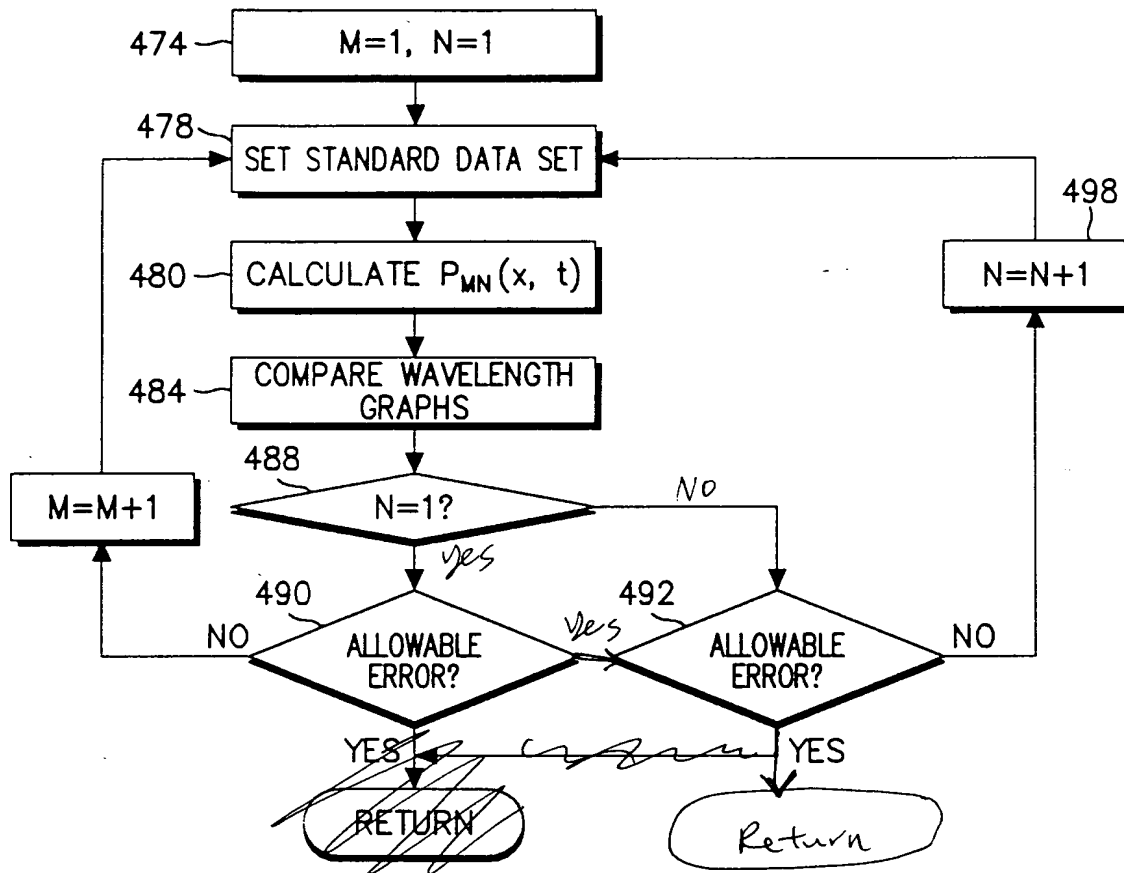 474
M=1, N=1
478
SET STANDARD DATA SET
498
480
CALCULATE P_MN(x, t)
N=N+1
484
COMPARE WAVELENGTH
GRAPHS
488
M=M+1
N=1?
NO
yes
490
492
NO
ALLOWABLE
ERROR?
yes
ALLOWABLE
ERROR?
NO
YES
YES
RETURN
Return